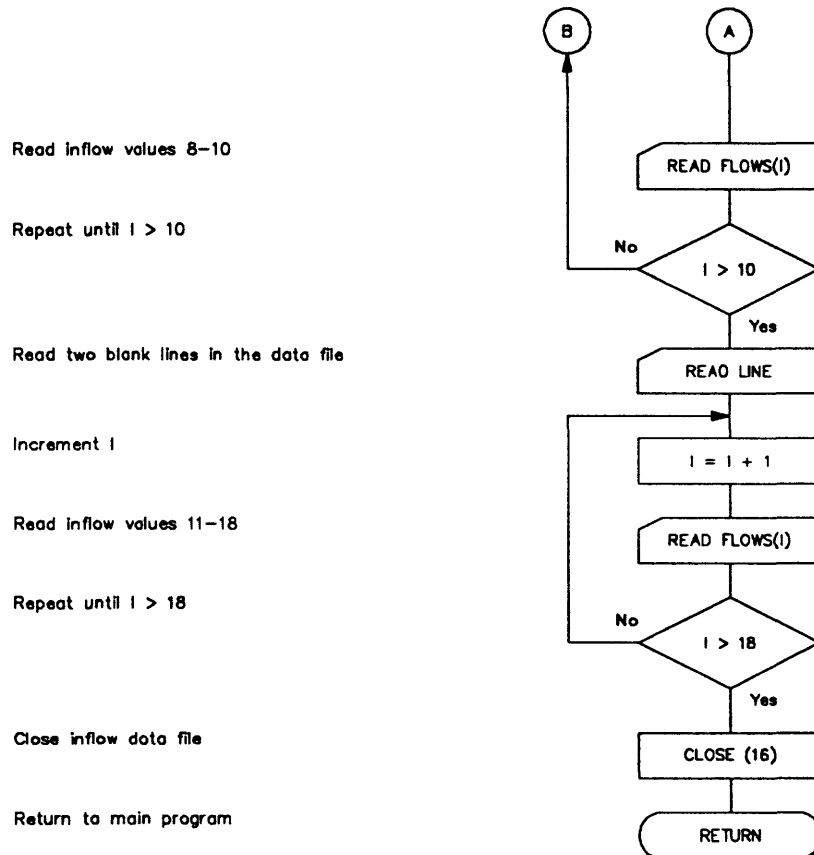 B
A
Read inflow values 8-10
READ FLOWS(I)
Repeat until I > 10
No
I > 10
Yes
Read two blank lines in the data file
READ LINE
Increment I
I = I + 1
Read inflow values 11-18
READ FLOWS(I)
Repeat until I > 18
No
I > 18
Yes
Close inflow data file
CLOSE (16)
Return to main program
RETURN